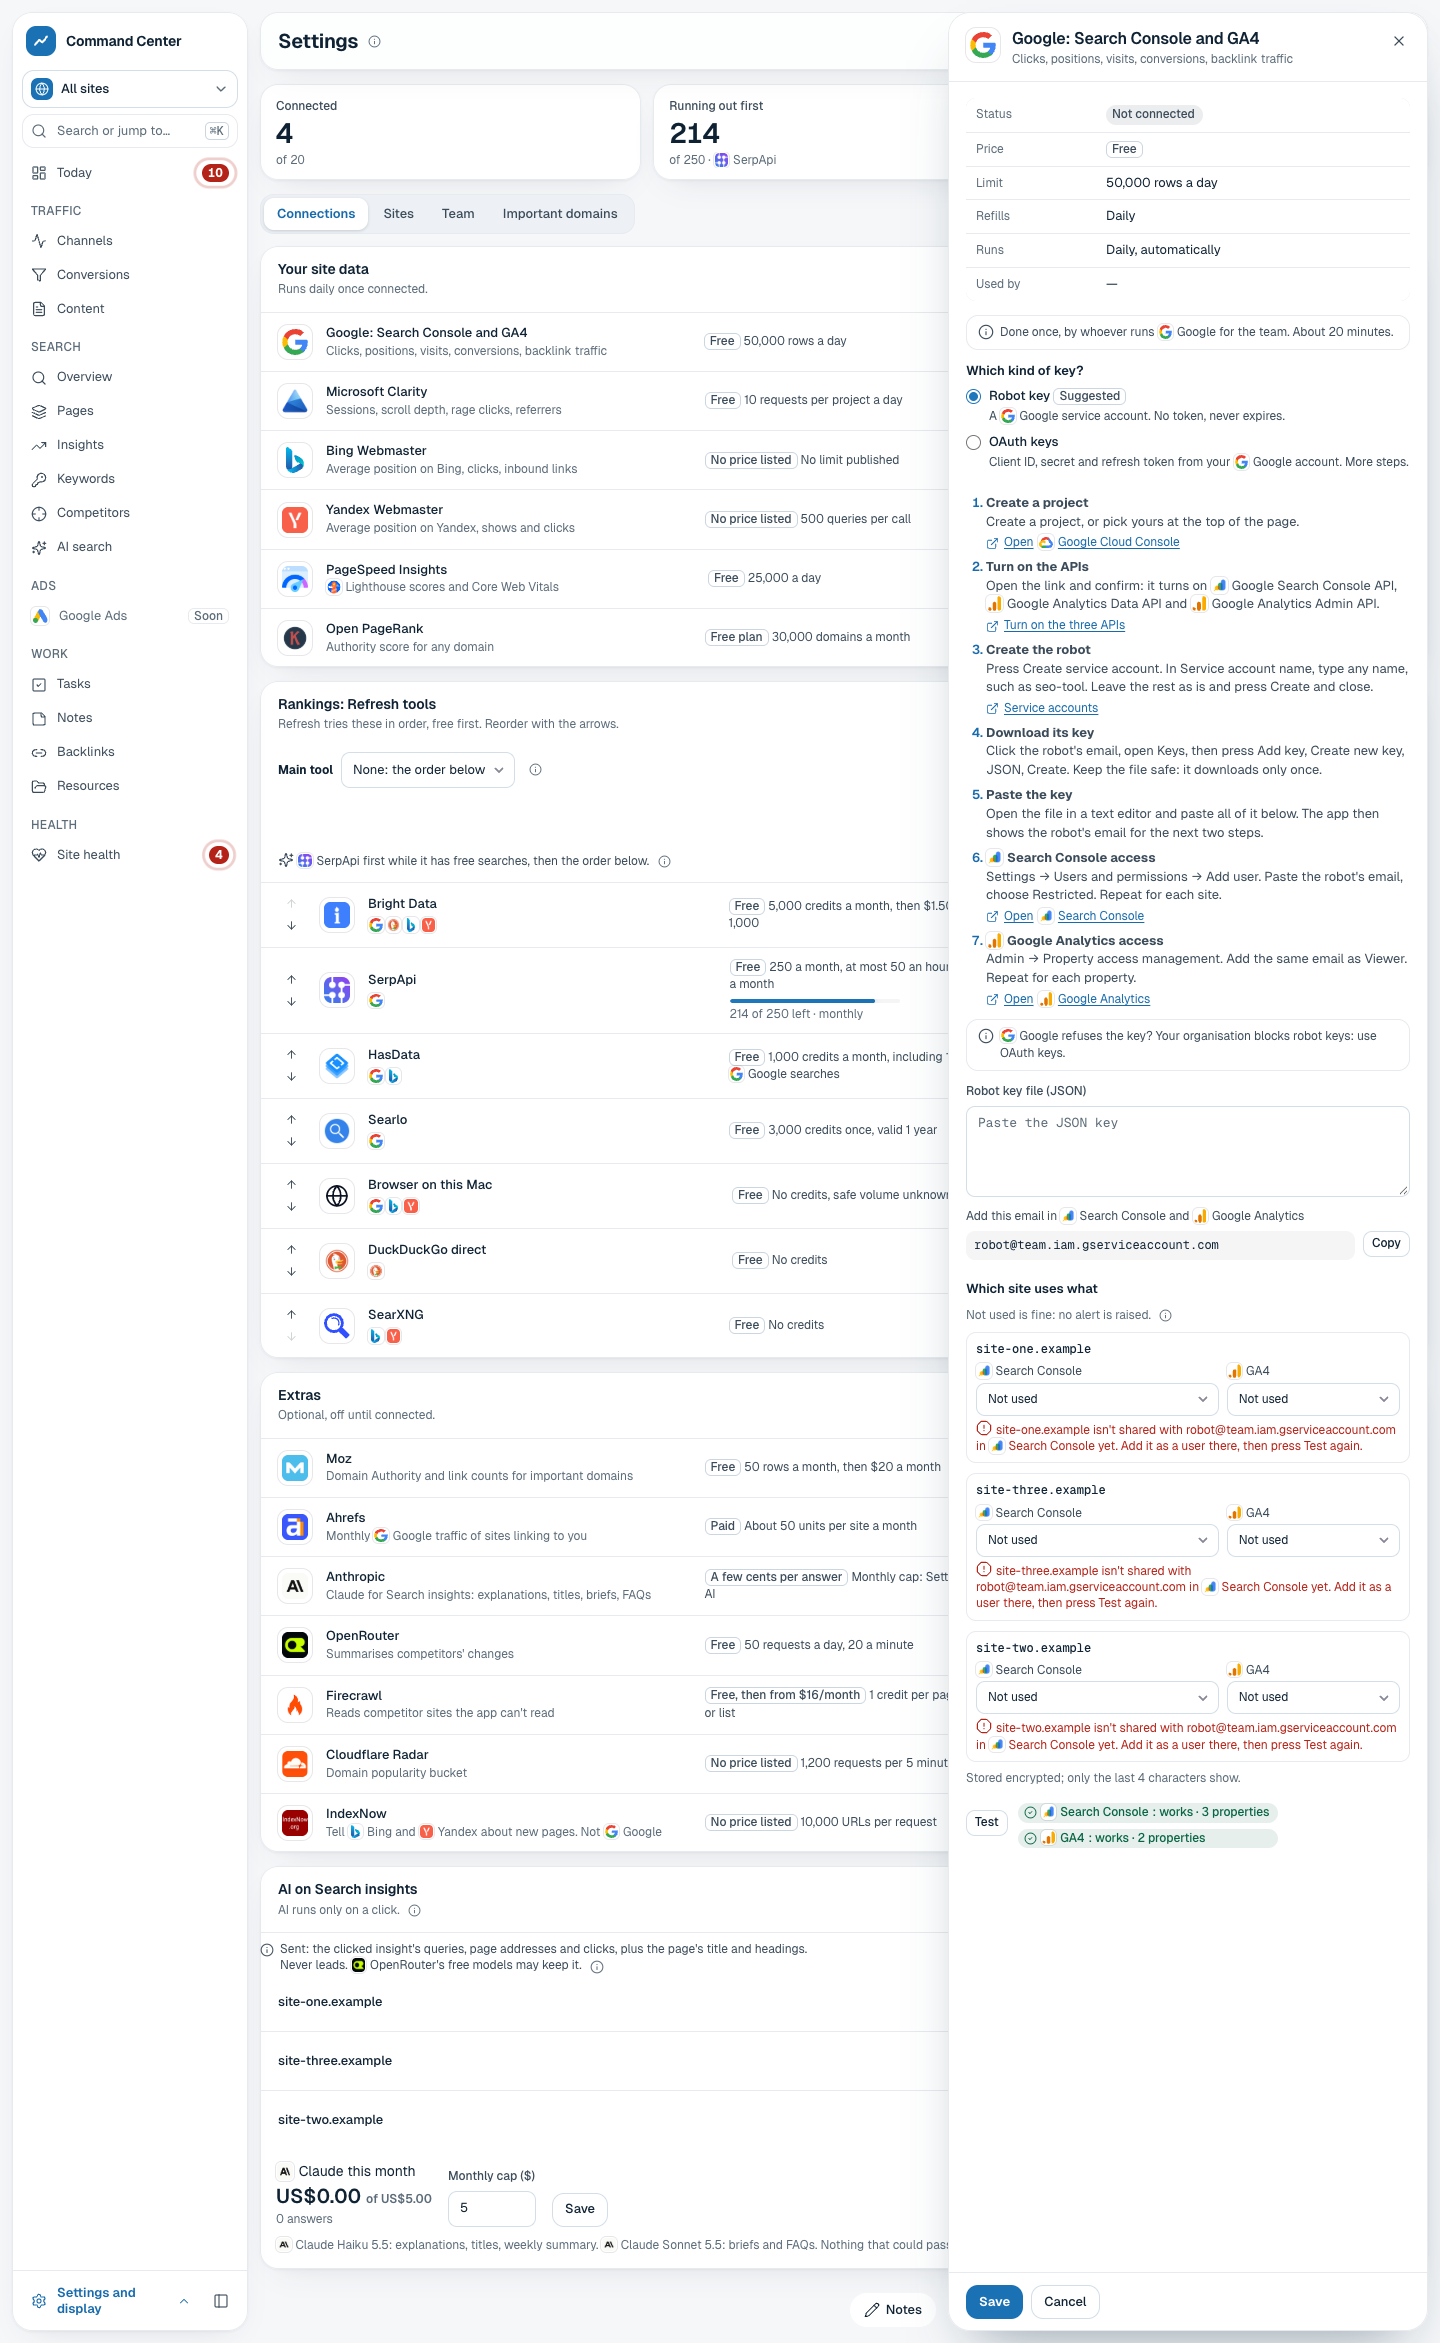 Command Center
All sites
Search or jump to...
⌘K
Today
10
TRAFFIC
Channels
Conversions
Content
SEARCH
Overview
Pages
Insights
Keywords
Competitors
AI search
ADS
Google Ads
Soon
WORK
Tasks
Notes
Backlinks
Resources
HEALTH
Site health
4
Settings and
display
Settings
Connected
4
of 20
Running out first
214
of 250 · SerpApi
Connections
Sites
Team
Important domains
Your site data
Runs daily once connected.
Google: Search Console and GA4
Clicks, positions, visits, conversions, backlink traffic
Free 50,000 rows a day
Microsoft Clarity
Sessions, scroll depth, rage clicks, referrers
Free 10 requests per project a day
Bing Webmaster
Average position on Bing, clicks, inbound links
No price listed No limit published
Yandex Webmaster
Average position on Yandex, shows and clicks
No price listed 500 queries per call
PageSpeed Insights
Lighthouse scores and Core Web Vitals
Free 25,000 a day
Open PageRank
Authority score for any domain
Free plan 30,000 domains a month
Rankings: Refresh tools
Refresh tries these in order, free first. Reorder with the arrows.
Main tool
None: the order below
SerpApi first while it has free searches, then the order below.
Bright Data
Free 5,000 credits a month, then $1.50
1,000
SerpApi
Free 250 a month, at most 50 an hour
a month
214 of 250 left · monthly
HasData
Free 1,000 credits a month, including
Google searches
Searlo
Free 3,000 credits once, valid 1 year
Browser on this Mac
Free No credits, safe volume unknown
DuckDuckGo direct
Free No credits
SearXNG
Free No credits
Extras
Optional, off until connected.
Moz
Domain Authority and link counts for important domains
Free 50 rows a month, then $20 a month
Ahrefs
Monthly Google traffic of sites linking to you
Paid About 50 units per site a month
Anthropic
Claude for Search insights: explanations, titles, briefs, FAQs
A few cents per answer Monthly cap: Sett
AI
OpenRouter
Summarises competitors' changes
Free 50 requests a day, 20 a minute
Firecrawl
Reads competitor sites the app can't read
Free, then from $16/month 1 credit per pag
or list
Cloudflare Radar
Domain popularity bucket
No price listed 1,200 requests per 5 minut
IndexNow
Tell Bing and Yandex about new pages. Not Google
No price listed 10,000 URLs per request
AI on Search insights
AI runs only on a click.
Sent: the clicked insight's queries, page addresses and clicks, plus the page's title and headings.
Never leads. OpenRouter's free models may keep it.
site-one.example
site-three.example
site-two.example
Claude this month
US$0.00 of US$5.00
0 answers
Monthly cap ($)
5
Save
Claude Haiku 5.5: explanations, titles, weekly summary. Claude Sonnet 5.5: briefs and FAQs. Nothing that could pass
Notes
Google: Search Console and GA4
Clicks, positions, visits, conversions, backlink traffic
Status
Not connected
Price
Free
Limit
50,000 rows a day
Refills
Daily
Runs
Daily, automatically
Used by
—
Done once, by whoever runs Google for the team. About 20 minutes.
Which kind of key?
Robot key Suggested
A Google service account. No token, never expires.
OAuth keys
Client ID, secret and refresh token from your Google account. More steps.
1. Create a project
Create a project, or pick yours at the top of the page.
Open Google Cloud Console
2. Turn on the APIs
Open the link and confirm: it turns on Google Search Console API,
Google Analytics Data API and Google Analytics Admin API.
Turn on the three APIs
3. Create the robot
Press Create service account. In Service account name, type any name,
such as seo-tool. Leave the rest as is and press Create and close.
Service accounts
4. Download its key
Click the robot's email, open Keys, then press Add key, Create new key,
JSON, Create. Keep the file safe: it downloads only once.
5. Paste the key
Open the file in a text editor and paste all of it below. The app then
shows the robot's email for the next two steps.
6. Search Console access
Settings → Users and permissions → Add user. Paste the robot's email,
choose Restricted. Repeat for each site.
Open Search Console
7. Google Analytics access
Admin → Property access management. Add the same email as Viewer.
Repeat for each property.
Open Google Analytics
Google refuses the key? Your organisation blocks robot keys: use
OAuth keys.
Robot key file (JSON)
Paste the JSON key
Add this email in Search Console and Google Analytics
robot@team.iam.gserviceaccount.com
Copy
Which site uses what
Not used is fine: no alert is raised.
site-one.example
Search Console
GA4
Not used
Not used
site-one.example isn't shared with robot@team.iam.gserviceaccount.com
in Search Console yet. Add it as a user there, then press Test again.
site-three.example
Search Console
GA4
Not used
Not used
site-three.example isn't shared with
robot@team.iam.gserviceaccount.com in Search Console yet. Add it as a
user there, then press Test again.
site-two.example
Search Console
GA4
Not used
Not used
site-two.example isn't shared with robot@team.iam.gserviceaccount.com
in Search Console yet. Add it as a user there, then press Test again.
Stored encrypted; only the last 4 characters show.
Test
Search Console : works · 3 properties
GA4 : works · 2 properties
Save
Cancel